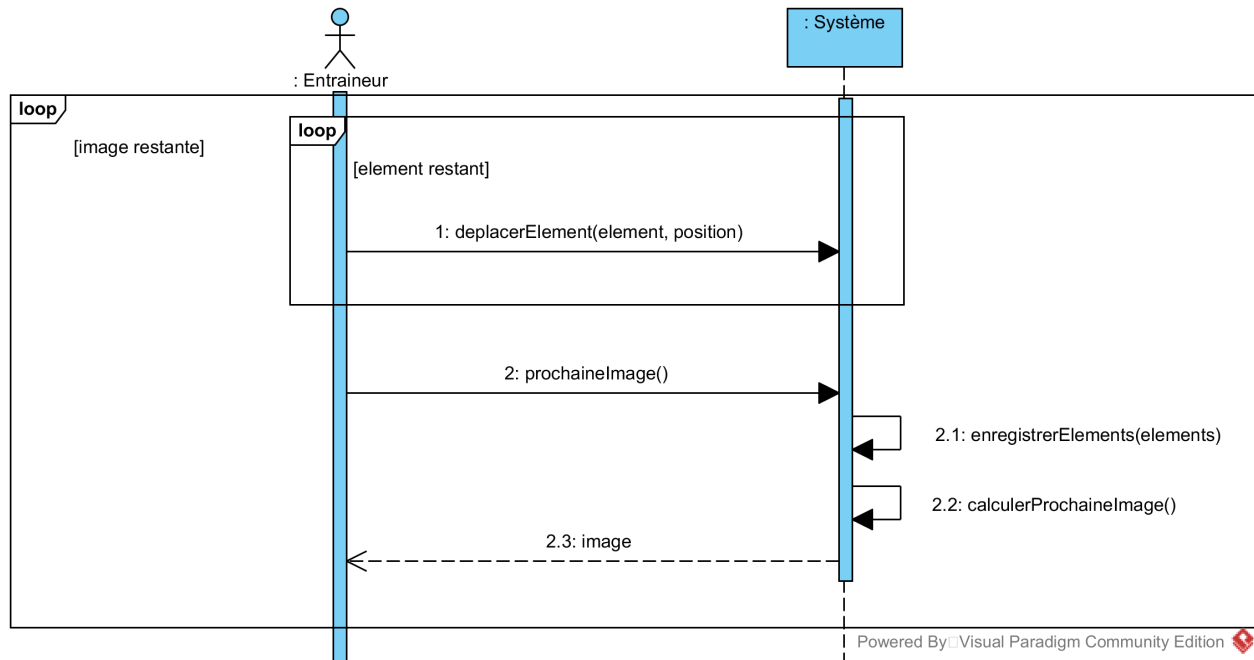 : Entraineur
: Système
loop
[image restante]
loop
[element restant]
1: deplacerElement(element, position)
2: prochaineImage()
2.1: enregistrerElements(elements)
2.2: calculerProchaineImage()
2.3: image
Powered By Visual Paradigm Community Edition